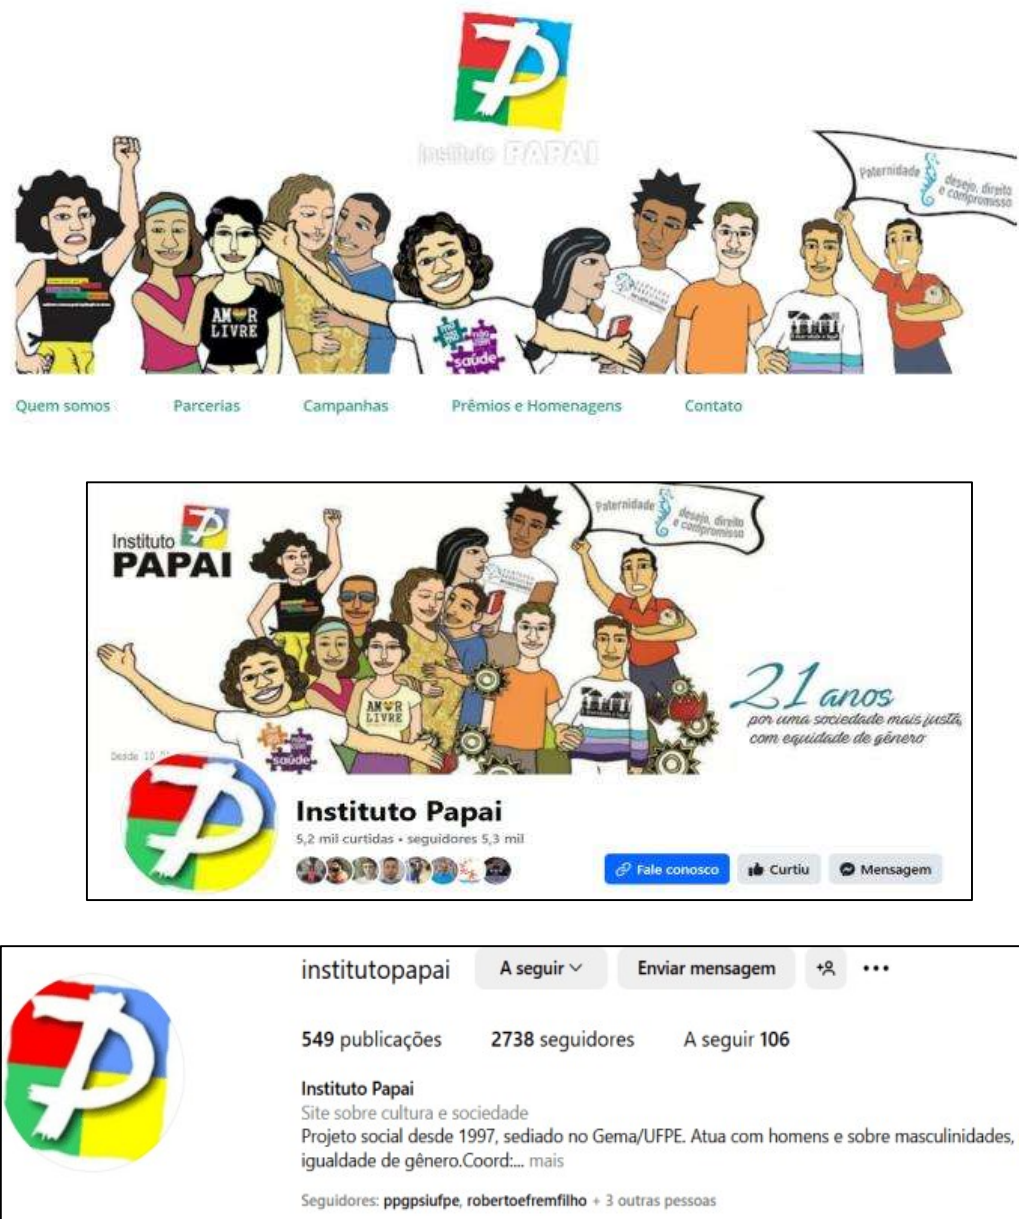 Instituto PAPAI
Paternidade
desejo, direito
e compromisso
AMOR
LIVRE
não
saúde
Quem somos Parcerias Campanhas Prêmios e Homenagens Contato
Instituto
PAPAI
Paternidade
desejo, direito
e compromisso
AMOR
LIVRE
saúde
21 anos
por uma sociedade mais justa,
com equidade de gênero
Desde
Instituto Papai
5,2 mil curtidas • seguidores 5,3 mil
Fale conosco Curtiu Mensagem
institutopapai A seguir Enviar mensagem
549 publicações 2738 seguidores A seguir 106
Instituto Papai
Site sobre cultura e sociedade
Projeto social desde 1997, sediado no Gema/UFPE. Atua com homens e sobre masculinidades,
igualdade de gênero.Coord:... mais
Seguidores: ppgpsiufpe, robertoefremfilho + 3 outras pessoas